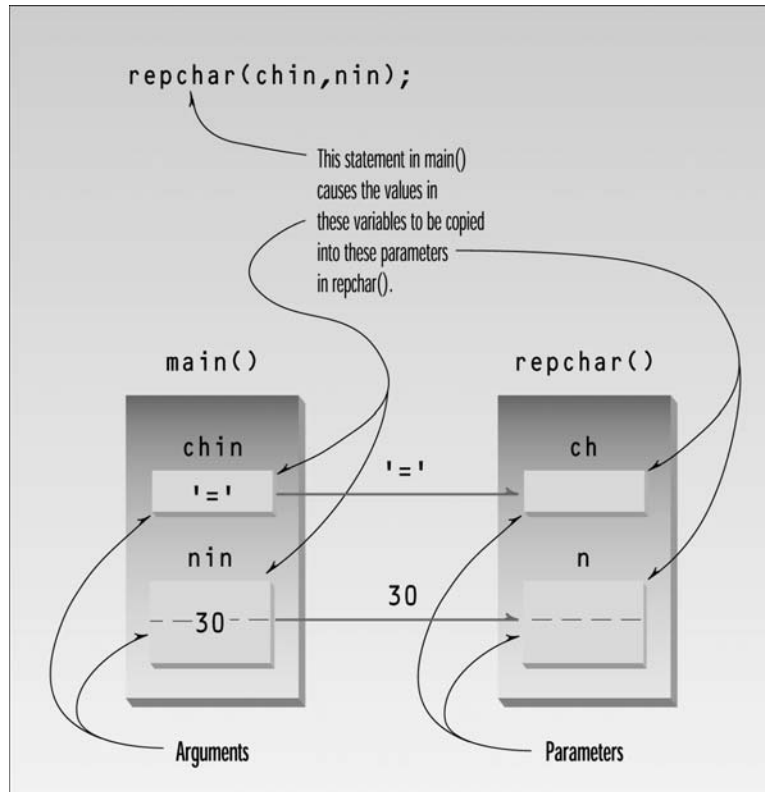 repchar(chin,nin);
This statement in main()
causes the values in
these variables to be copied
into these parameters
in repchar().
main()
repchar()
chin
ch
'='
'='
nin
n
30
30
Arguments
Parameters